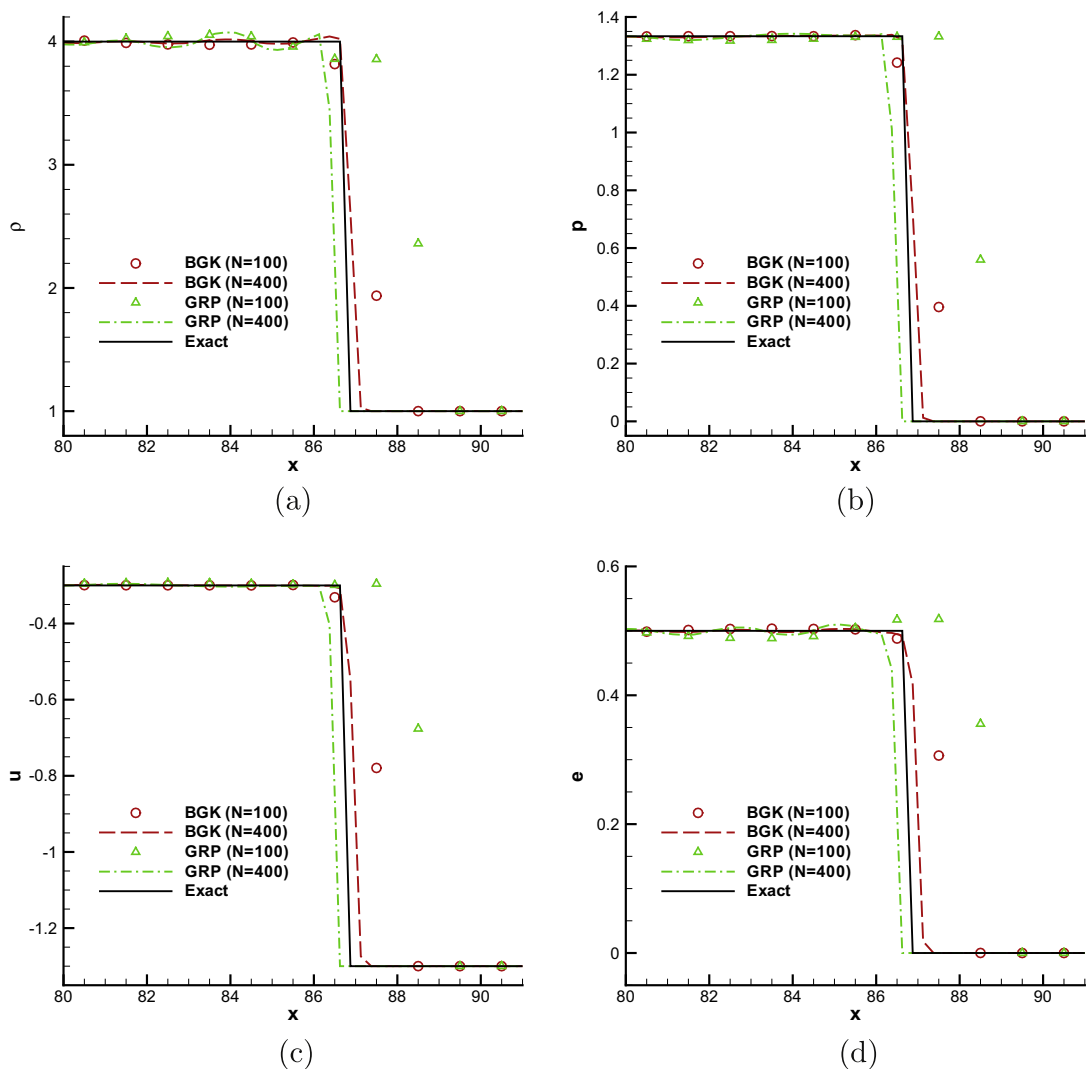 4
3
2
1
80
82
84
86
88
90
ρ
x
BGK (N=100)
BGK (N=400)
GRP (N=100)
GRP (N=400)
Exact
(a)
1.4
1.2
1
0.8
0.6
0.4
0.2
0
80
82
84
86
88
90
p
x
BGK (N=100)
BGK (N=400)
GRP (N=100)
GRP (N=400)
Exact
(b)
-0.4
-0.6
-0.8
-1
-1.2
80
82
84
86
88
90
u
x
BGK (N=100)
BGK (N=400)
GRP (N=100)
GRP (N=400)
Exact
(c)
0.6
0.4
0.2
0
80
82
84
86
88
90
e
x
BGK (N=100)
BGK (N=400)
GRP (N=100)
GRP (N=400)
Exact
(d)